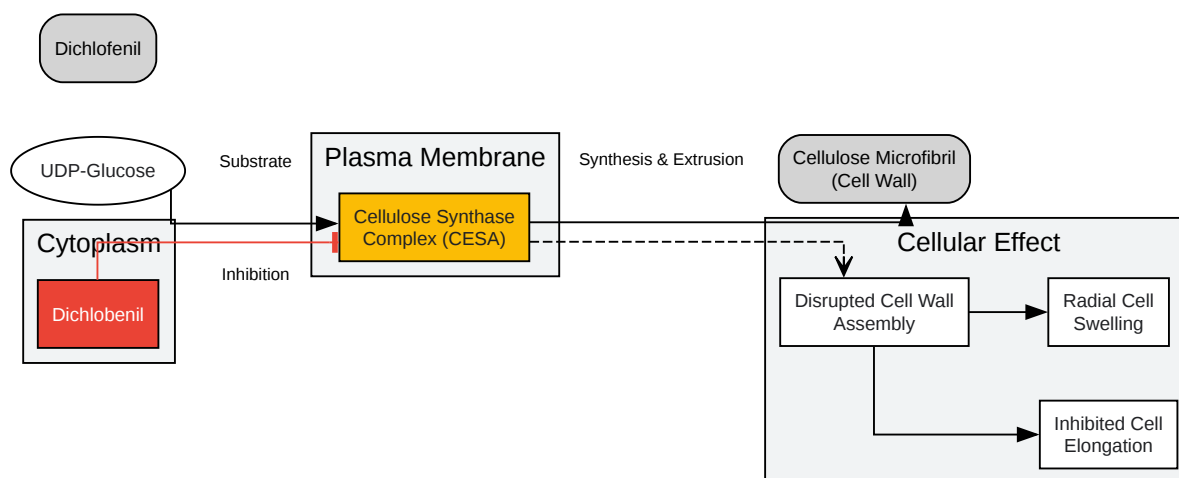 Dichlofenil
UDP-Glucose
Substrate
Plasma Membrane
Synthesis & Extrusion
Cellulose Microfibril
(Cell Wall)
Cellulose Synthase
Complex (CESA)
Cytoplasm
Inhibition
Dichlobenil
Cellular Effect
Disrupted Cell Wall
Assembly
Radial Cell
Swelling
Inhibited Cell
Elongation